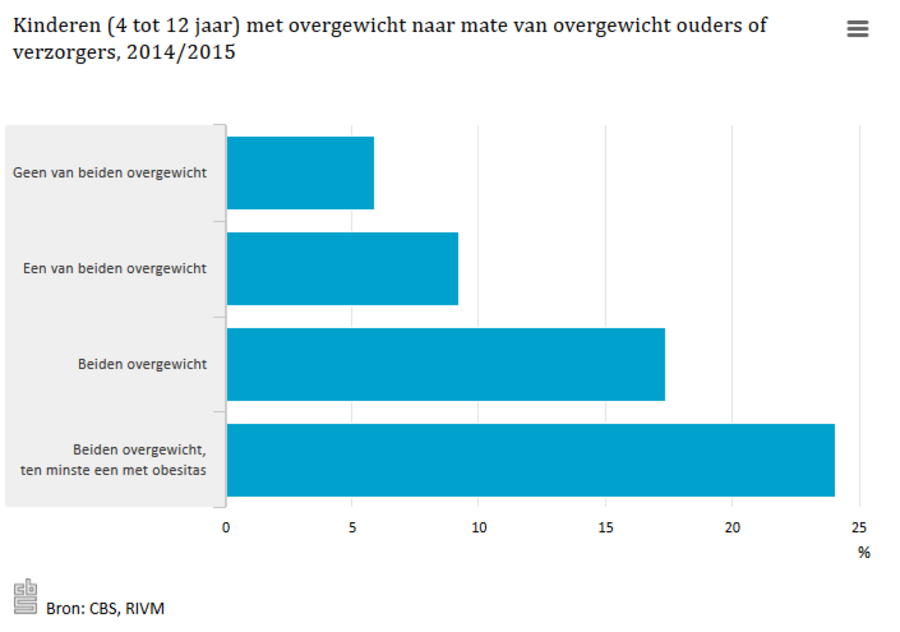 Kinderen (4 tot 12 jaar) met overgewicht naar mate van overgewicht ouders of
verzorgers, 2014/2015
Geen van beiden overgewicht
Een van beiden overgewicht
Beiden overgewicht
Beiden overgewicht,
ten minste een met obesitas
0 5 10 15 20 25
%
cbs
Bron: CBS, RIVM